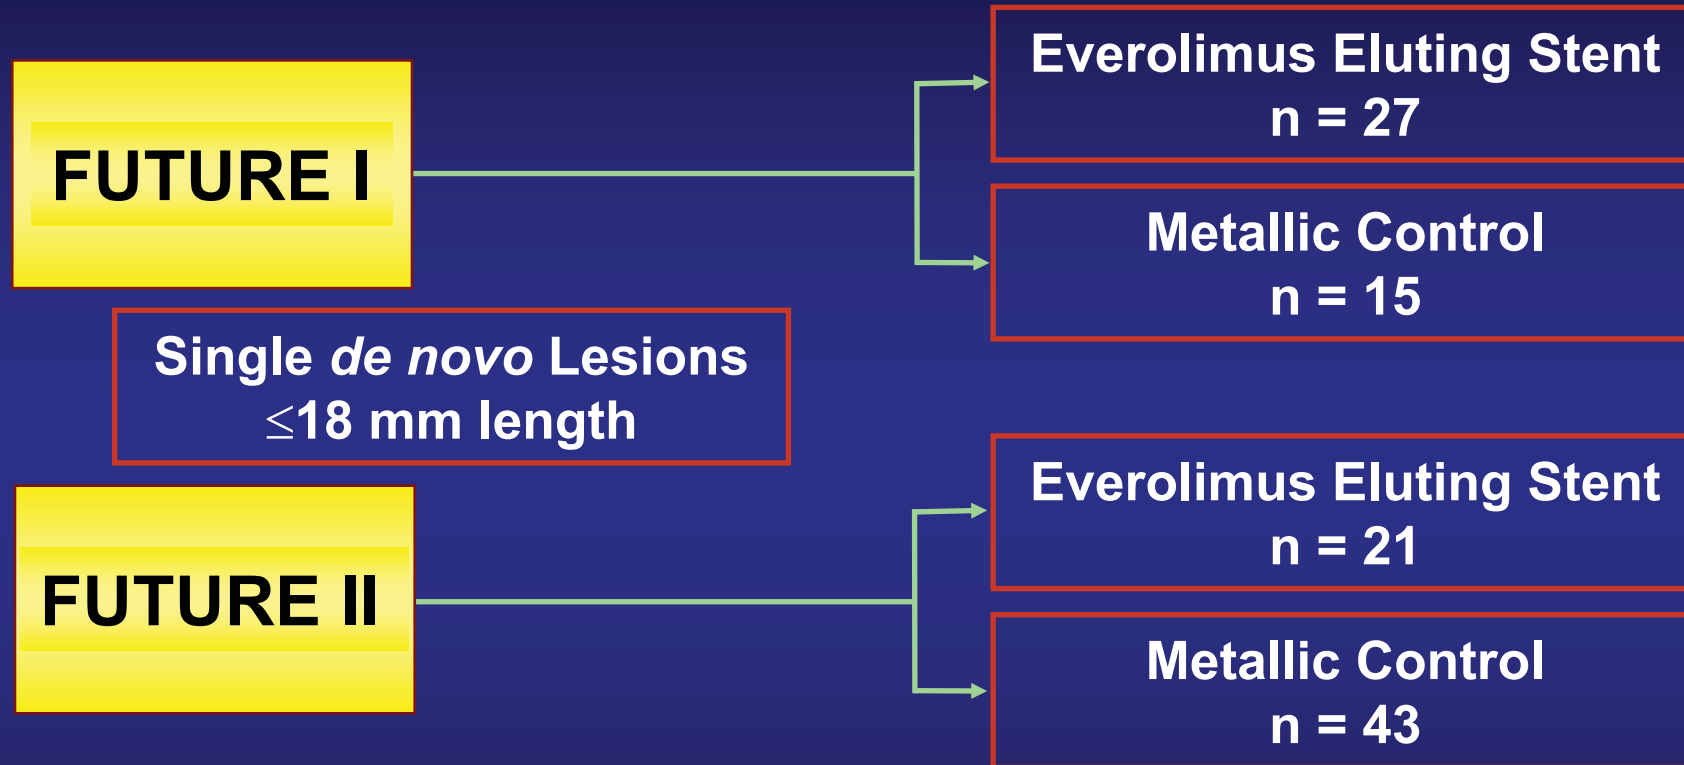 FUTURE I
Everolimus Eluting Stent
n = 27
Metallic Control
n = 15
Single de novo Lesions
≤18 mm length
FUTURE II
Everolimus Eluting Stent
n = 21
Metallic Control
n = 43